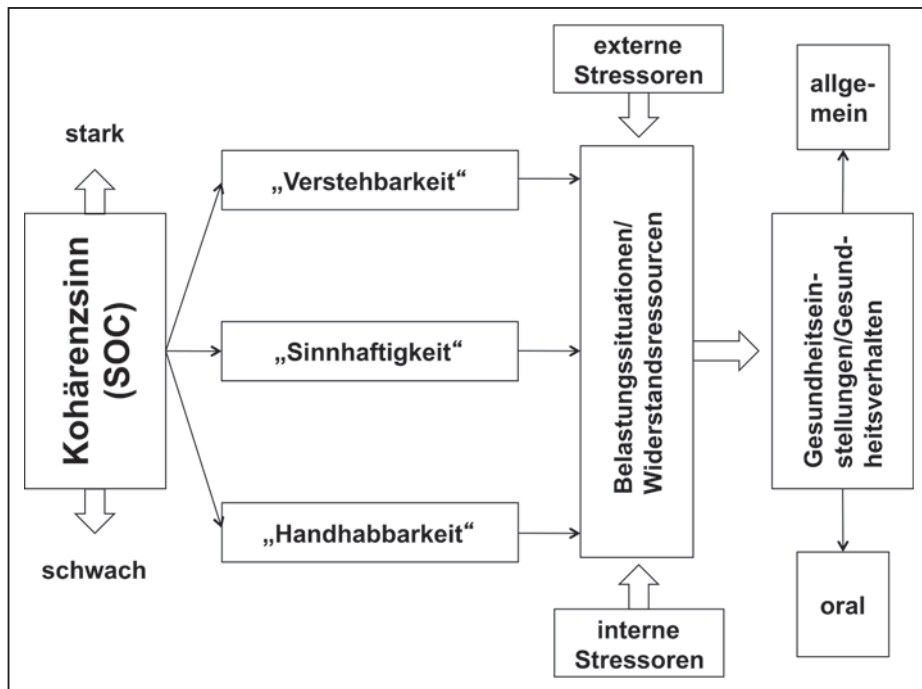 stark
Kohärenzsinn
(SOC)
schwach
„Verstehbarkeit“
„Sinnhaftigkeit“
„Handhabbarkeit“
externe
Stressoren
Belastungssituationen/
Widerstandsressourcen
interne
Stressoren
allge-
mein
Gesundheitsein-
stellungen/Gesund-
heitsverhalten
oral